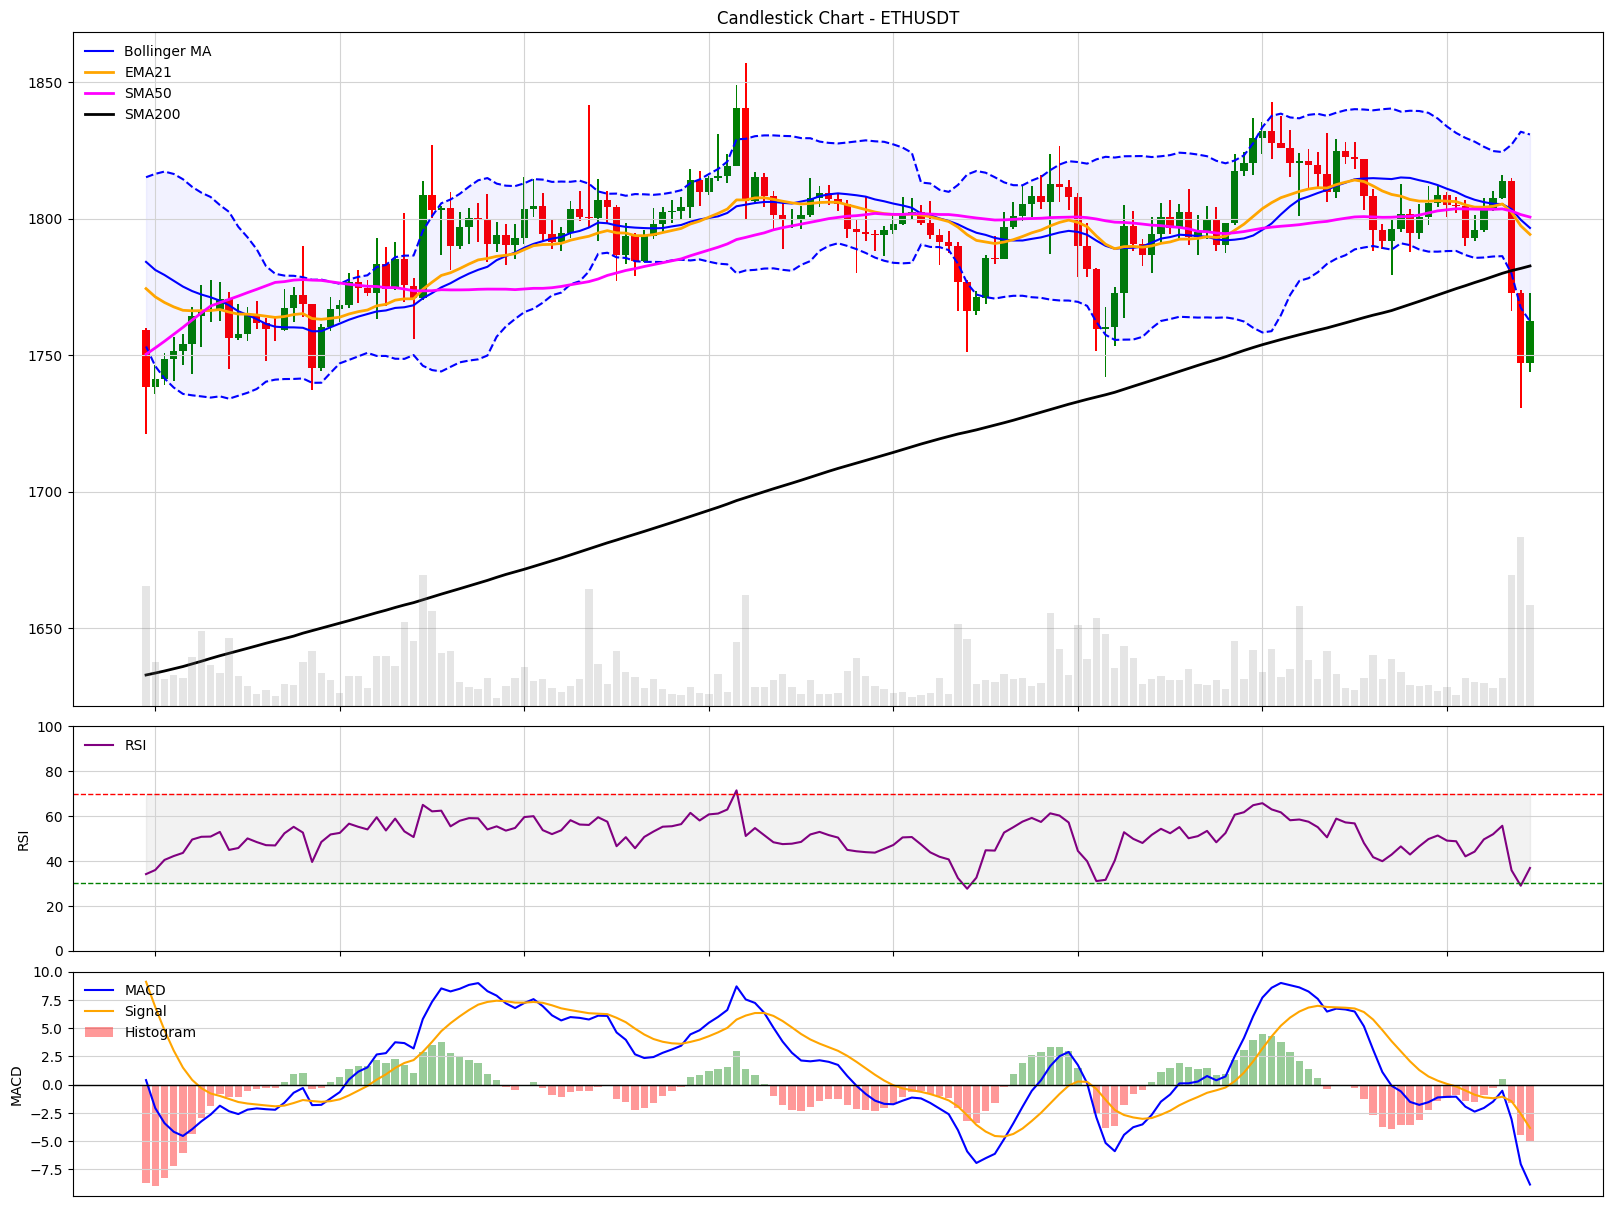 Candlestick Chart - ETHUSDT
Bollinger MA
EMA21
SMA50
SMA200
1850
1800
1750
1700
1650
RSI
100
80
60
40
20
0
RSI
MACD
Signal
Histogram
10.0
7.5
5.0
2.5
0.0
−2.5
−5.0
−7.5
MACD